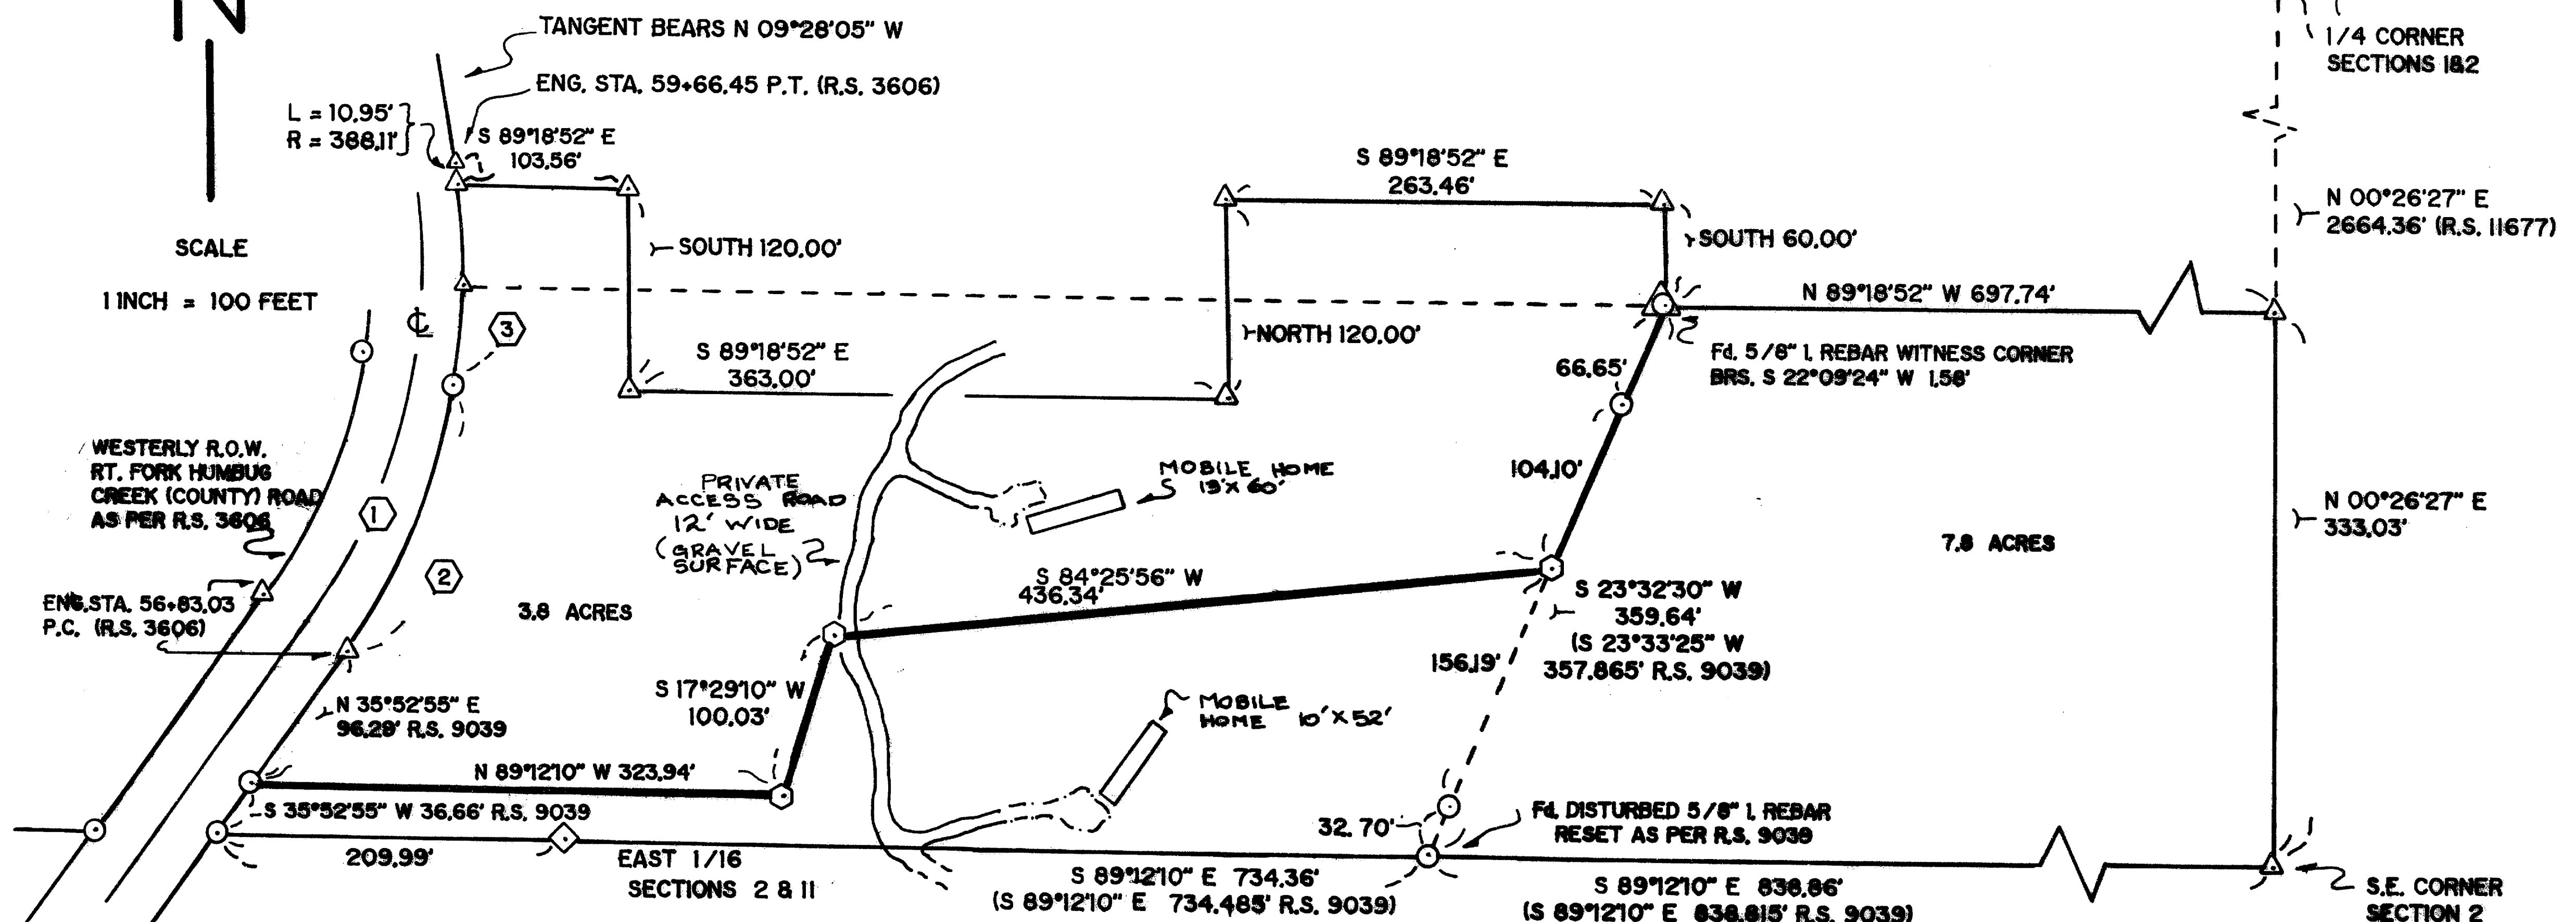 N
TANGENT BEARS N 09°28'05" W
ENG. STA. 59+66.45 P.T. (R.S. 3606)
L = 10.95'
R = 388.11'
S 89°18'52" E
103.56'
1/4 CORNER
SECTIONS 1&2
S 89°18'52" E
263.46'
N 00°26'27" E
2664.36' (R.S. 11677)
SCALE
1 INCH = 100 FEET
SOUTH 120.00'
SOUTH 60.00'
N 89°18'52" W 697.74'
℄
3
NORTH 120.00'
S 89°18'52" E
363.00'
Fd. 5/8" I. REBAR WITNESS CORNER
BRS. S 22°09'24" W 1.58'
66.65'
WESTERLY R.O.W.
RT. FORK HUMBUG
CREEK (COUNTY) ROAD
AS PER R.S. 3606
1
PRIVATE
ACCESS ROAD
12' WIDE
(GRAVEL
SURFACE)
MOBILE HOME
13' X 60'
104.10'
N 00°26'27" E
333.03'
7.8 ACRES
2
S 84°25'56" W
436.34'
ENG. STA. 56+83.03
P.C. (R.S. 3606)
3.8 ACRES
S 23°32'30" W
359.64'
(S 23°33'25" W
357.865' R.S. 9039)
156.19'
S 17°29'10" W
100.03'
N 35°52'55" E
96.29' R.S. 9039
MOBILE
HOME 10' X 52'
N 89°12'10" W 323.94'
S 35°52'55" W 36.66' R.S. 9039
32.70'
Fd. DISTURBED 5/8" I. REBAR
RESET AS PER R.S. 9039
209.99'
EAST 1/16
SECTIONS 2 & 11
S 89°12'10" E 734.36'
(S 89°12'10" E 734.485' R.S. 9039)
S 89°12'10" E 838.86'
(S 89°12'10" E 838.815' R.S. 9039)
S.E. CORNER
SECTION 2